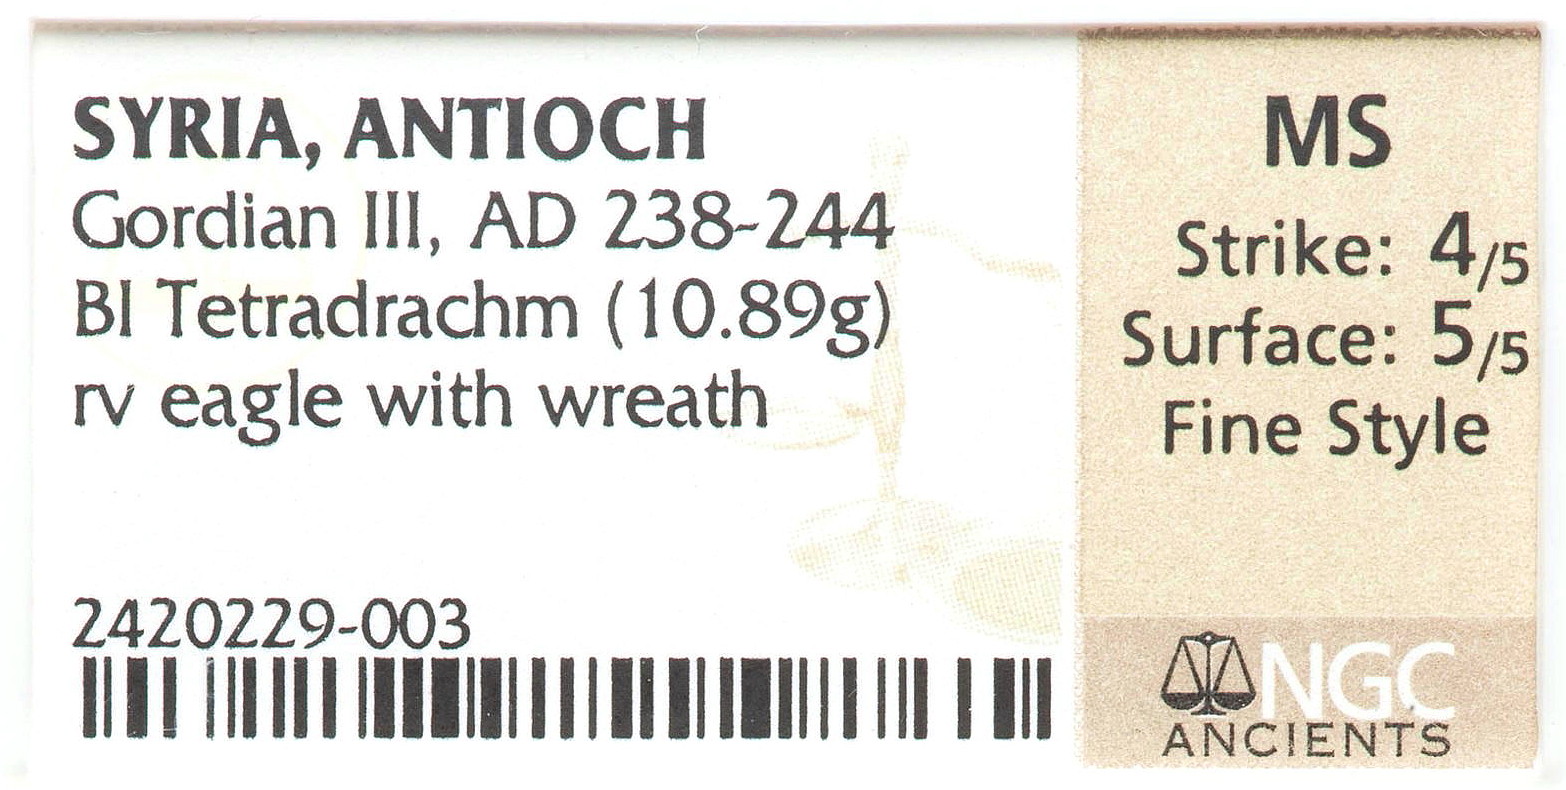 SYRIA, ANTIOCH
Gordian III, AD 238-244
BI Tetradrachm (10.89g)
rv eagle with wreath
2420229-003
MS
Strike: 4/5
Surface: 5/5
Fine Style
NGC
ANCIENTS